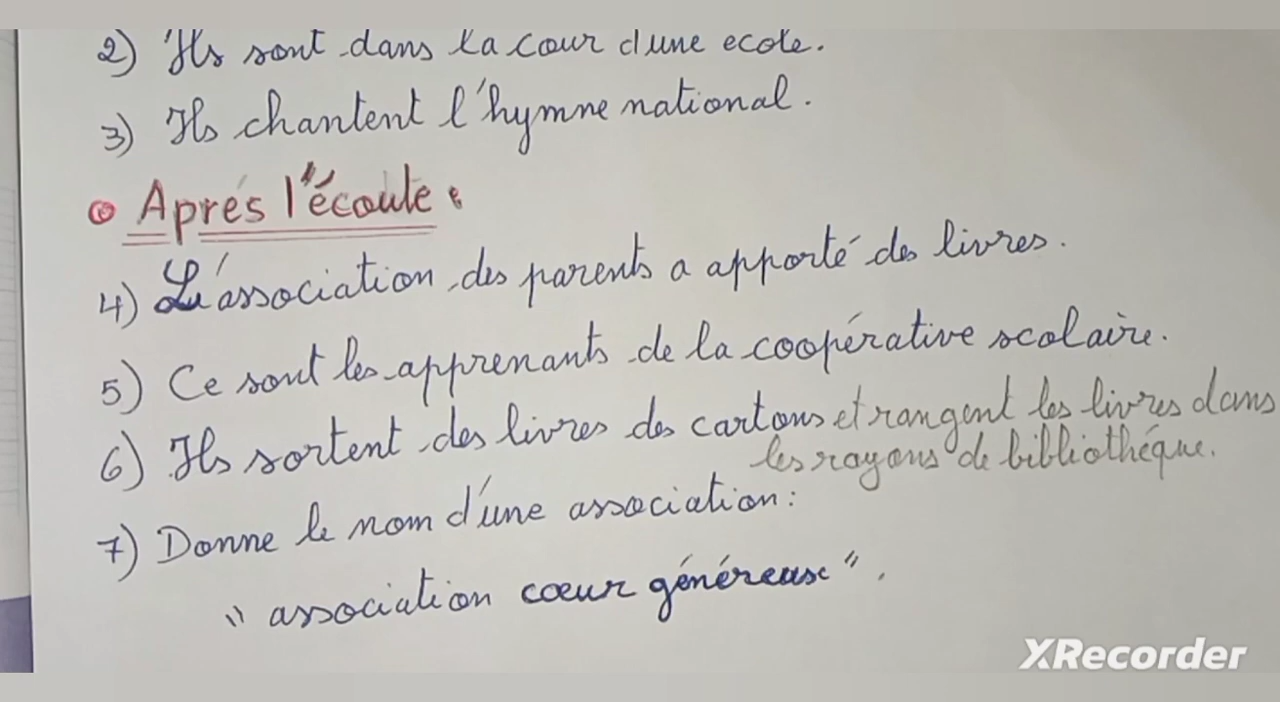 2) Ils sont dans la cour d'une ecole.
3) Ils chantent l'hymne national.
Aprés l'écoute :
4) L'association des parents a apporté des livres.
5) Ce sont les apprenants de la coopérative scolaire.
6) Ils sortent des livres des cartons et rangent les livres dans
les rayons de bibliothéque.
7) Donne le nom d'une association :
"association cœur généreux".
XRecorder